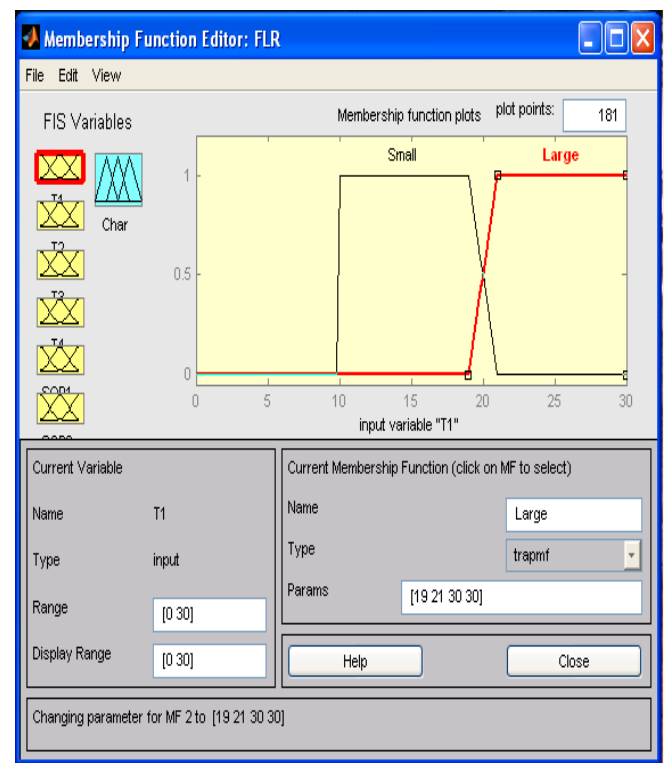 Membership Function Editor: FLR
File Edit View
FIS Variables
Membership function plots
plot points:
181
T1
T2
T3
T4
Char
Small
Large
1
0.5
0
0 5 10 15 20 25 30
input variable "T1"
Current Variable
Name T1
Type input
Range [0 30]
Display Range [0 30]
Current Membership Function (click on MF to select)
Name Large
Type trapmf
Params [19 21 30 30]
Help Close
Changing parameter for MF 2 to [19 21 30 30]